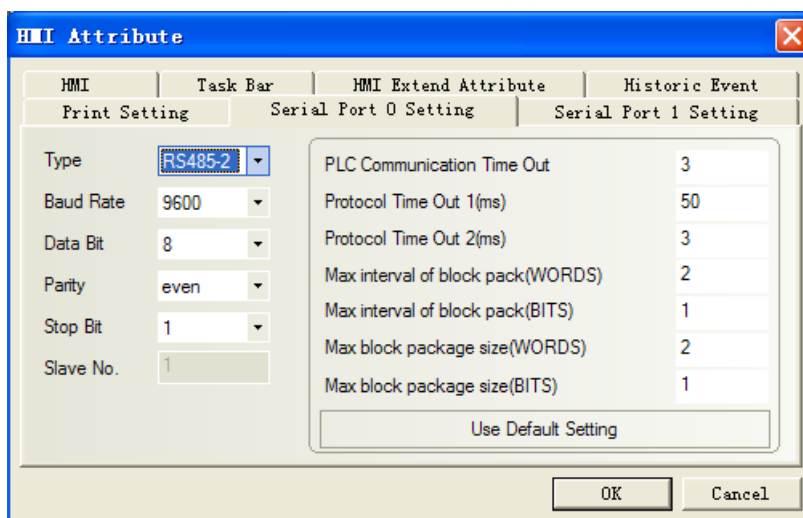 HMI Attribute
HMI Task Bar HMI Extend Attribute Historic Event
Print Setting Serial Port 0 Setting Serial Port 1 Setting
Type RS485-2
Baud Rate 9600
Data Bit 8
Parity even
Stop Bit 1
Slave No. 1
PLC Communication Time Out 3
Protocol Time Out 1(ms) 50
Protocol Time Out 2(ms) 3
Max interval of block pack(WORDS) 2
Max interval of block pack(BITS) 1
Max block package size(WORDS) 2
Max block package size(BITS) 1
Use Default Setting
OK Cancel